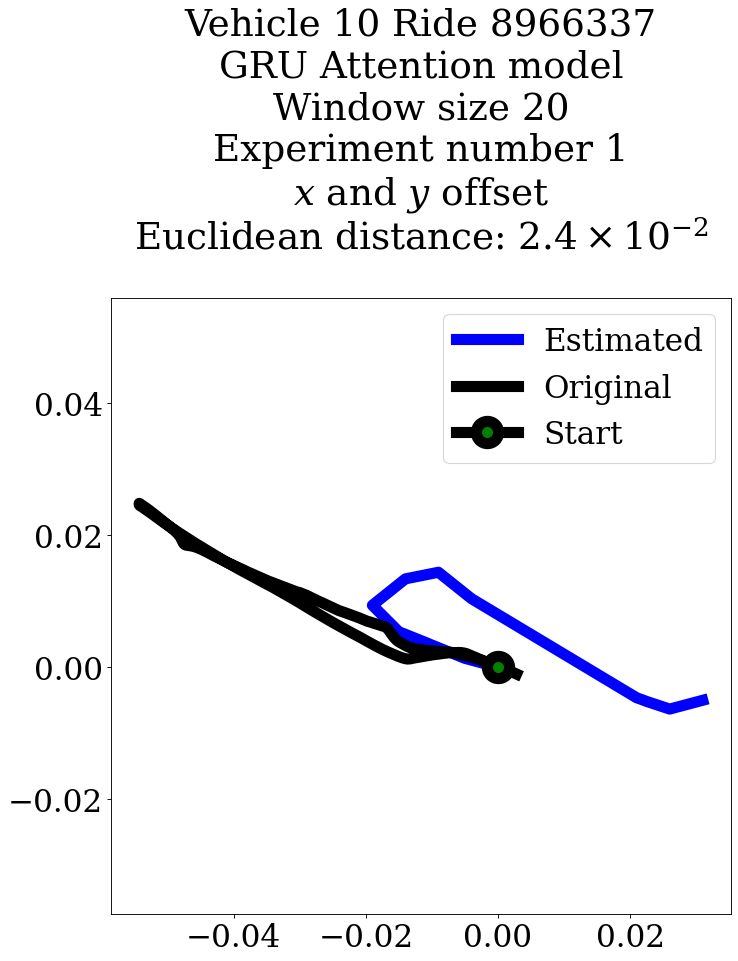 Vehicle 10 Ride 8966337
GRU Attention model
Window size 20
Experiment number 1
x and y offset
Euclidean distance: 2.4 × 10⁻²
Estimated
Original
Start
0.04
0.02
0.00
−0.02
−0.04
−0.02
0.00
0.02